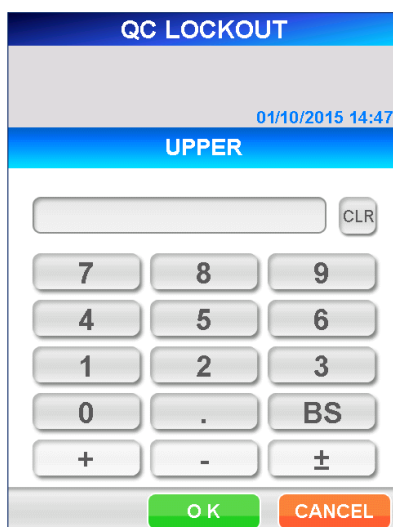 QC LOCKOUT
01/10/2015 14:47
UPPER
CLR
7 8 9
4 5 6
1 2 3
0 . BS
+ - ±
OK CANCEL